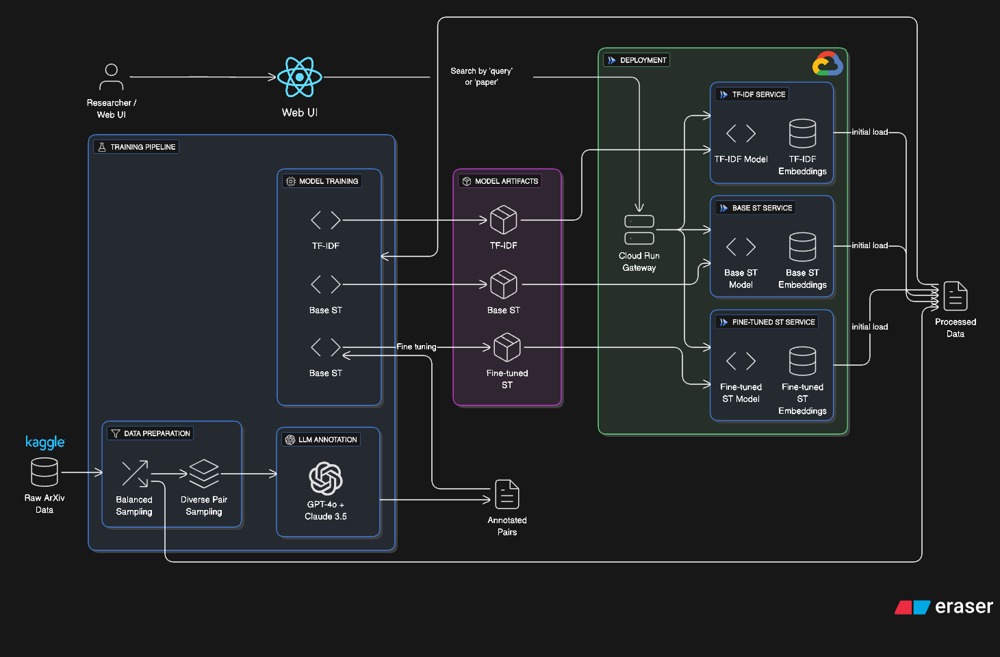 Search by 'query'
or 'paper'
Researcher /
Web UI
Web UI
DEPLOYMENT
TF-IDF SERVICE
TF-IDF Model
TF-IDF
Embeddings
initial load
TRAINING PIPELINE
MODEL TRAINING
TF-IDF
Base ST
Base ST
Fine tuning
MODEL ARTIFACTS
TF-IDF
Base ST
Fine-tuned
ST
Cloud Run
Gateway
BASE ST SERVICE
Base ST
Model
Base ST
Embeddings
initial load
FINE-TUNED ST SERVICE
Fine-tuned
ST Model
Fine-tuned
ST
Embeddings
initial load
Processed
Data
kaggle
Raw ArXiv
Data
DATA PREPARATION
Balanced
Sampling
Diverse Pair
Sampling
LLM ANNOTATION
GPT-4o +
Claude 3.5
Annotated
Pairs
eraser